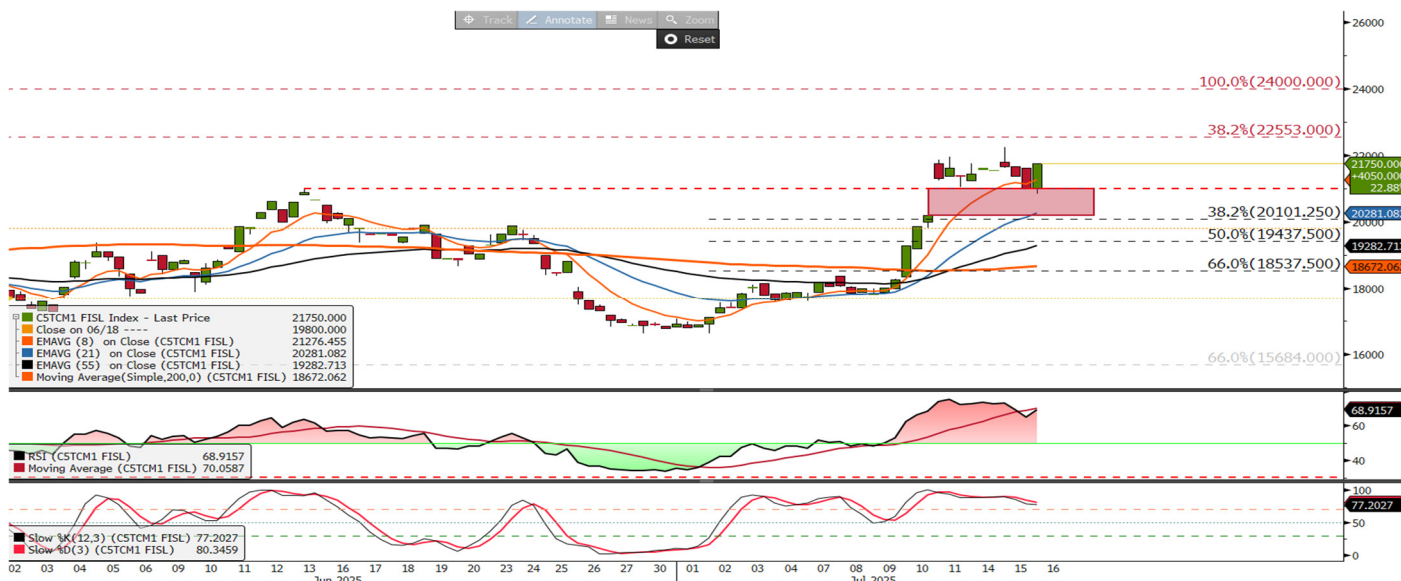 Track Annotate News Zoom
Reset
26000
100.0%(24000.000)
24000
38.2%(22553.000)
22000
21750.000
+4050.000
22.88%
38.2%(20101.250)
20281.082
20000
50.0%(19437.500)
19282.713
66.0%(18537.500)
18672.062
18000
66.0%(15684.000)
16000
C5TCM1 FISL Index - Last Price 21750.000
Close on 06/18 ---- 19800.000
EMAVG (8) on Close (C5TCM1 FISL) 21276.455
EMAVG (21) on Close (C5TCM1 FISL) 20281.082
EMAVG (55) on Close (C5TCM1 FISL) 19282.713
Moving Average(Simple,200,0) (C5TCM1 FISL) 18672.062
68.9157
60
40
RSI (C5TCM1 FISL) 68.9157
Moving Average (C5TCM1 FISL) 70.0587
100
77.2027
50
0
Slow %K(12,3) (C5TCM1 FISL) 77.2027
Slow %D(3) (C5TCM1 FISL) 80.3459
02 03 04 05 06 09 10 11 12 13 16 17 18 19 20 23 24 25 26 27 30 01 02 03 04 07 08 09 10 11 14 15 16
Jun 2025 Jul 2025